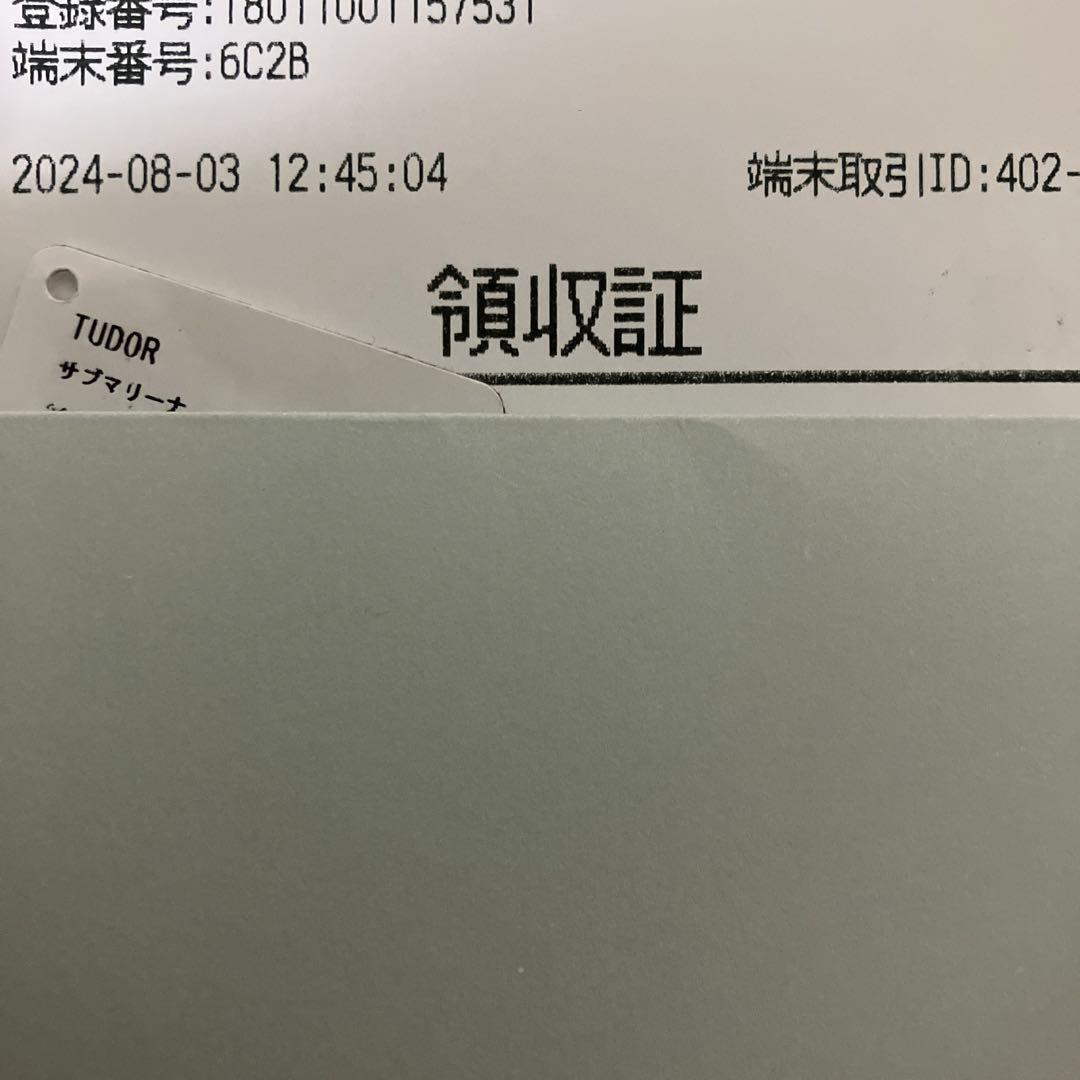 登録番号:T8011001157531
端末番号:6C2B
2024-08-03 12:45:04
端末取引ID:402-
領収証
TUDOR
サブマリーナ